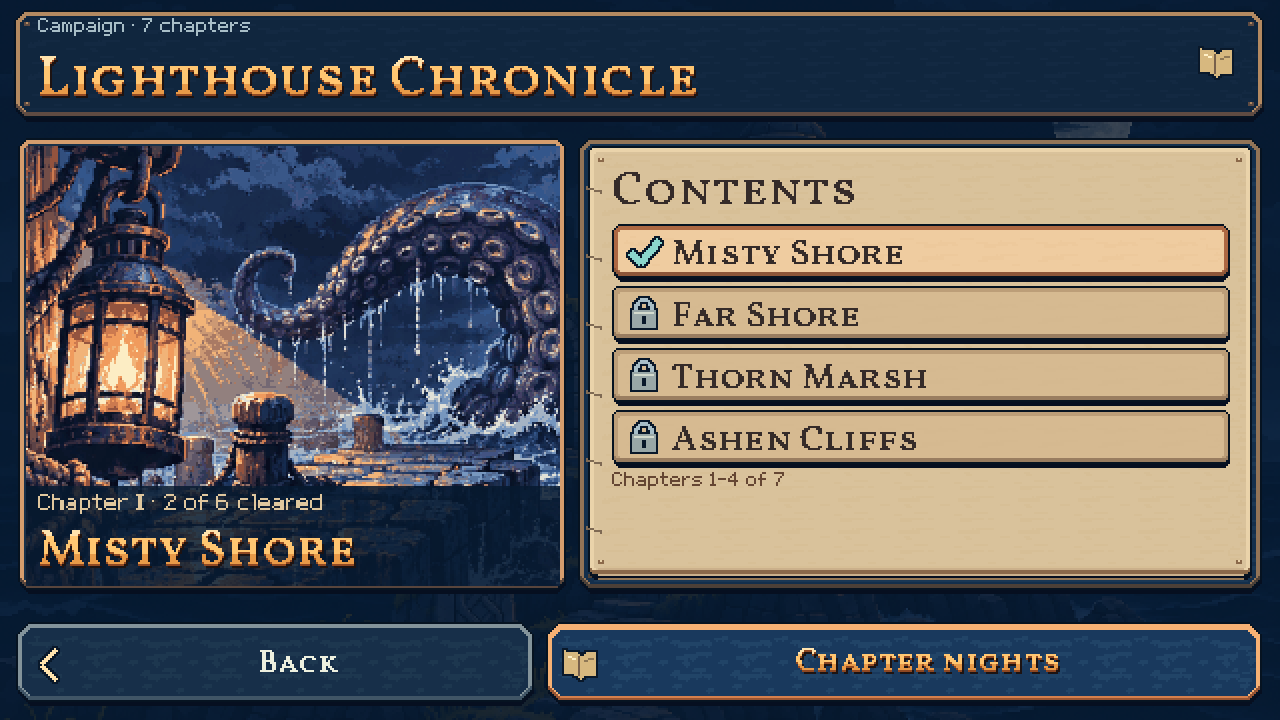 Campaign · 7 chapters
Lighthouse Chronicle
Chapter I · 2 of 6 cleared
Misty Shore
Contents
Misty Shore
Far Shore
Thorn Marsh
Ashen Cliffs
Chapters 1–4 of 7
Back
Chapter nights